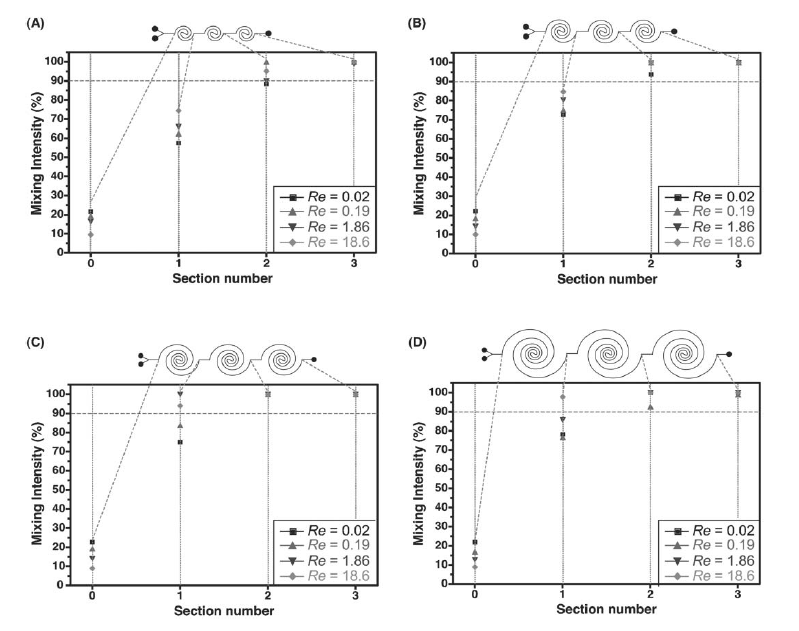 (A)
Mixing Intensity (%)
100
90
80
70
60
50
40
30
20
10
0
0 1 2 3
Section number
Re = 0.02
Re = 0.19
Re = 1.86
Re = 18.6
(B)
Mixing Intensity (%)
100
90
80
70
60
50
40
30
20
10
0
0 1 2 3
Section number
Re = 0.02
Re = 0.19
Re = 1.86
Re = 18.6
(C)
Mixing Intensity (%)
100
90
80
70
60
50
40
30
20
10
0
0 1 2 3
Section number
Re = 0.02
Re = 0.19
Re = 1.86
Re = 18.6
(D)
Mixing Intensity (%)
100
90
80
70
60
50
40
30
20
10
0
0 1 2 3
Section number
Re = 0.02
Re = 0.19
Re = 1.86
Re = 18.6